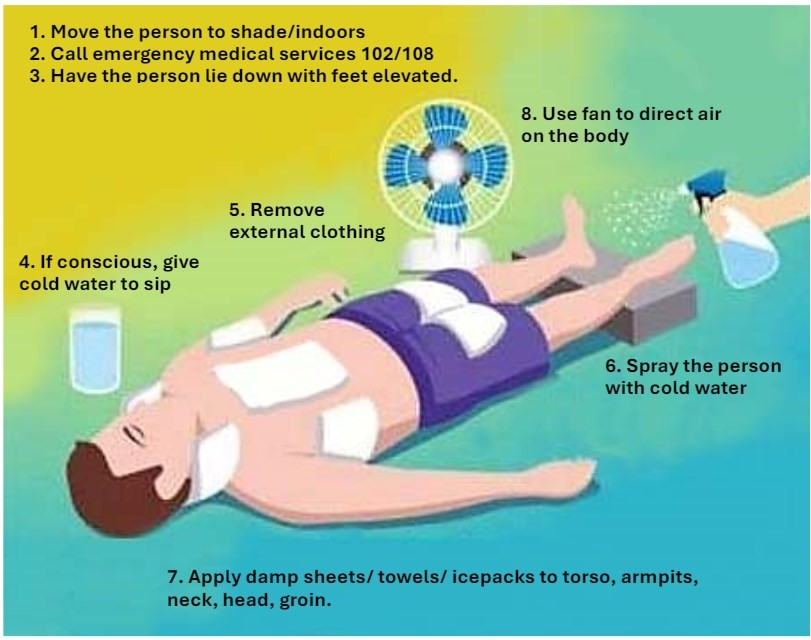 1. Move the person to shade/indoors
2. Call emergency medical services 102/108
3. Have the person lie down with feet elevated.
8. Use fan to direct air
on the body
5. Remove
external clothing
4. If conscious, give
cold water to sip
6. Spray the person
with cold water
7. Apply damp sheets/ towels/ icepacks to torso, armpits,
neck, head, groin.